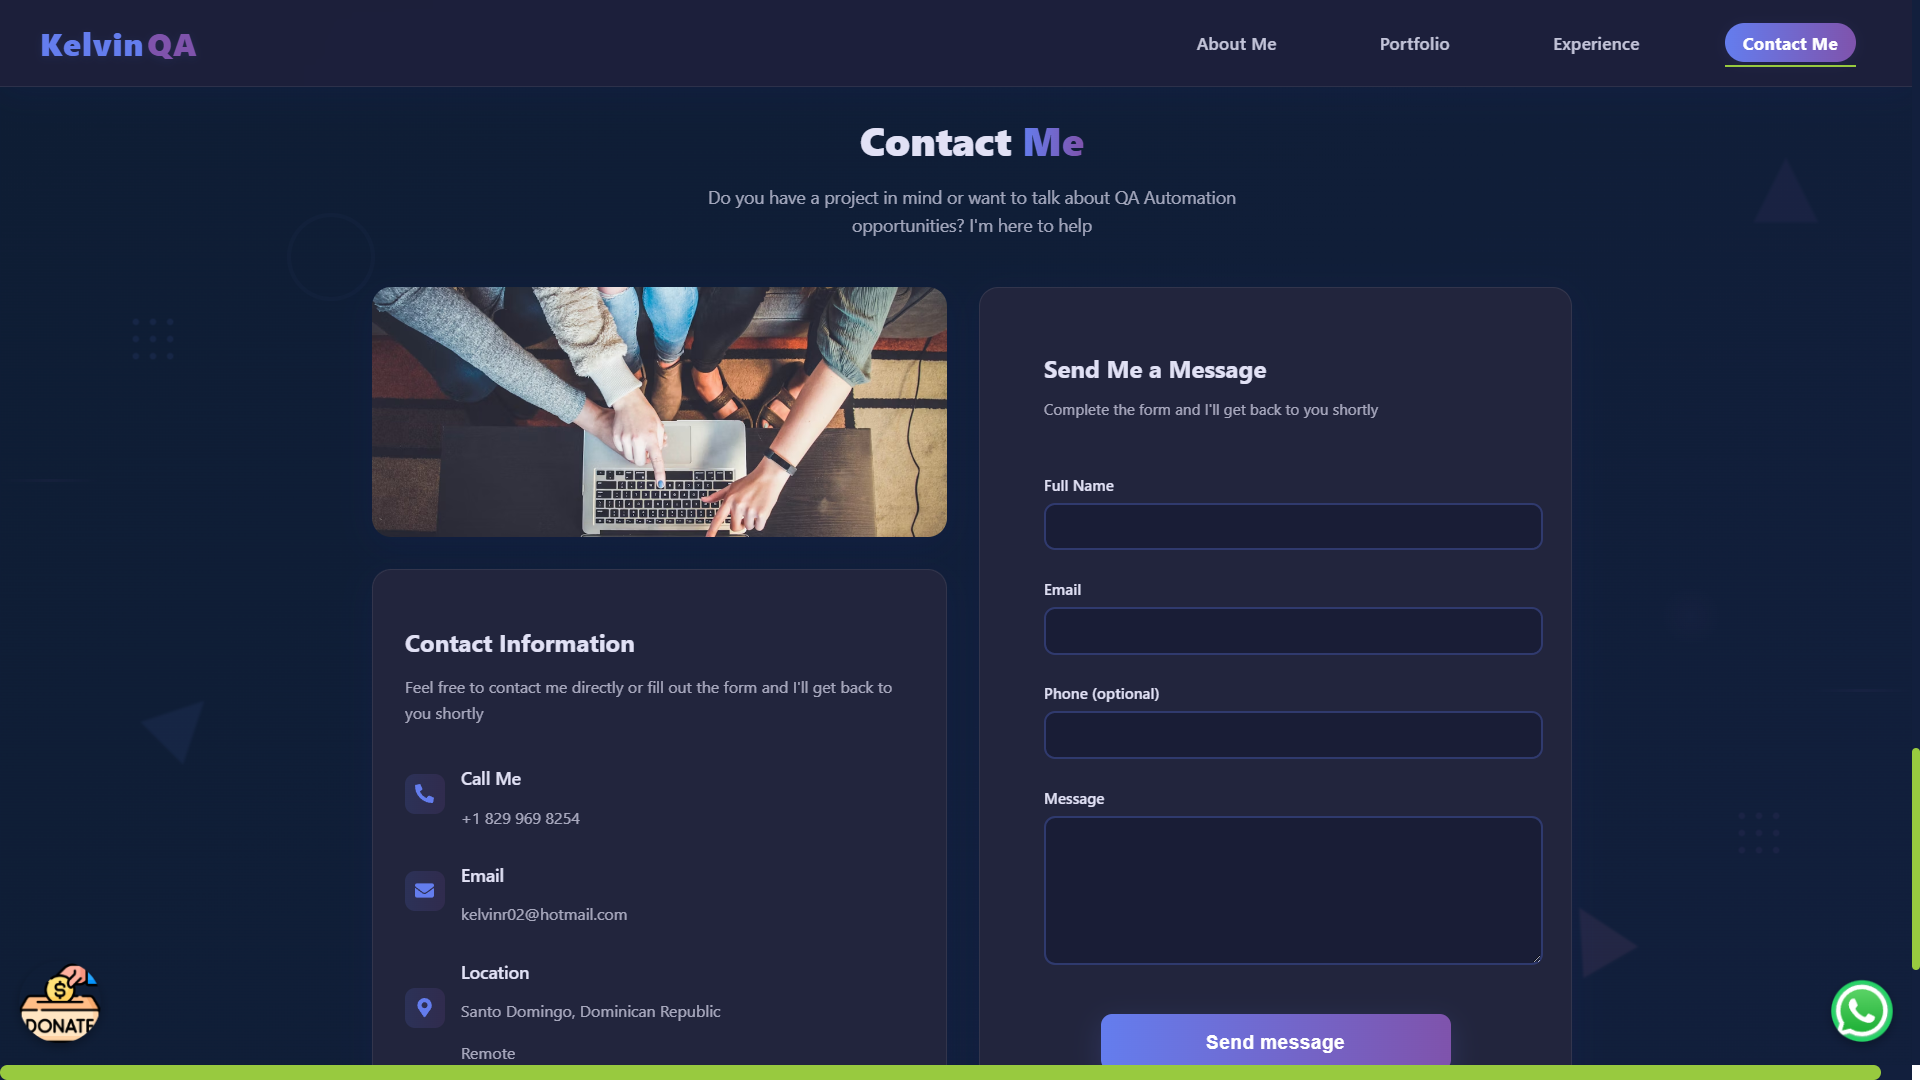 KelvinQA
About Me
Portfolio
Experience
Contact Me
Contact Me
Do you have a project in mind or want to talk about QA Automation
opportunities? I'm here to help
Contact Information
Feel free to contact me directly or fill out the form and I'll get back to
you shortly
Call Me
+1 829 969 8254
Email
kelvinr02@hotmail.com
Location
Santo Domingo, Dominican Republic
Remote
Send Me a Message
Complete the form and I'll get back to you shortly
Full Name
Email
Phone (optional)
Message
Send message
DONATE